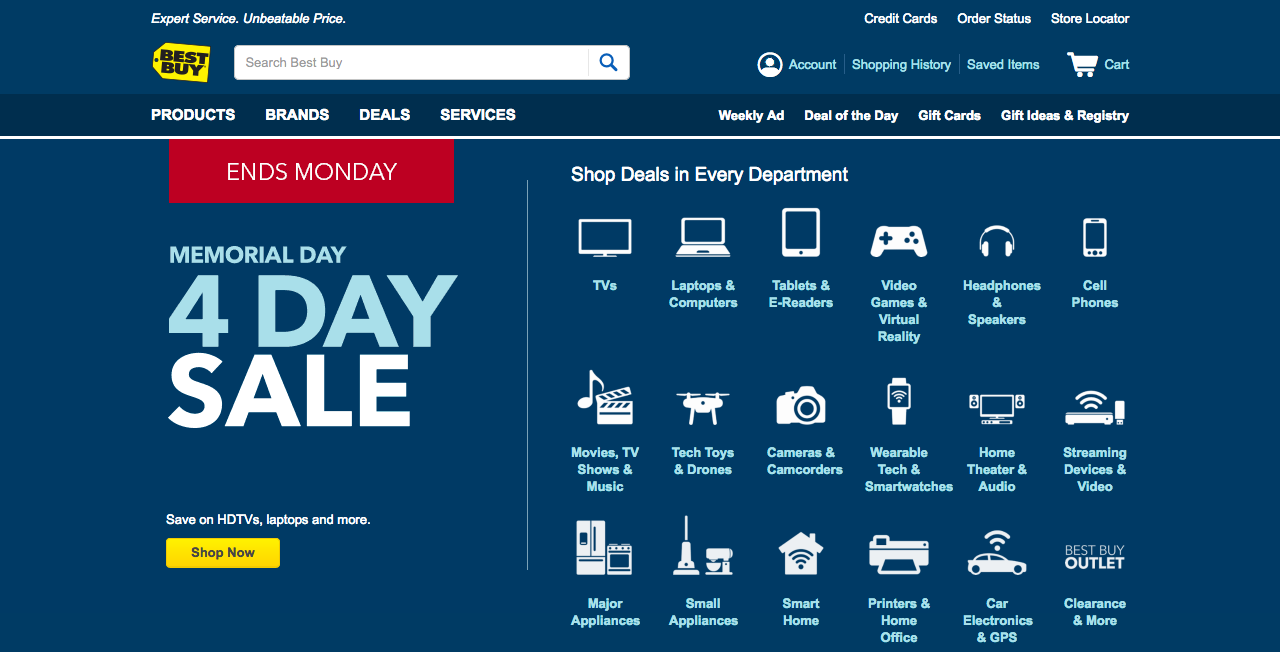 Expert Service. Unbeatable Price.
Credit Cards Order Status Store Locator
BEST
BUY
Search Best Buy
Account Shopping History Saved Items Cart
PRODUCTS BRANDS DEALS SERVICES
Weekly Ad Deal of the Day Gift Cards Gift Ideas & Registry
ENDS MONDAY
MEMORIAL DAY
4 DAY
SALE
Save on HDTVs, laptops and more.
Shop Now
Shop Deals in Every Department
TVs
Laptops &
Computers
Tablets &
E-Readers
Video
Games &
Virtual
Reality
Headphones
&
Speakers
Cell
Phones
Movies, TV
Shows &
Music
Tech Toys
& Drones
Cameras &
Camcorders
Wearable
Tech &
Smartwatches
Home
Theater &
Audio
Streaming
Devices &
Video
Major
Appliances
Small
Appliances
Smart
Home
Printers &
Home
Office
Car
Electronics
& GPS
BEST BUY
OUTLET
Clearance
& More